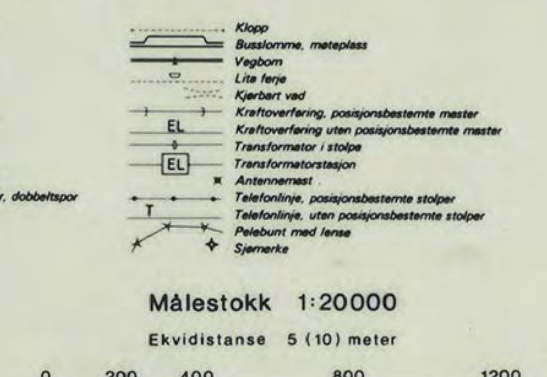 Klopp
Busslomme, møteplass
Vegbom
Lite ferje
Kjørbart vad
Kraftoverføring, posisjonsbestemte master
EL Kraftoverføring uten posisjonsbestemte master
Transformator i stolpe
EL Transformatorstasjon
Antennemast
r, dobbeltspor
Telefonlinje, posisjonsbestemte stolper
T Telefonlinje, uten posisjonsbestemte stolper
Pelebunt med lense
Sjømerke
Målestokk 1:20000
Ekvidistanse 5 (10) meter
0 200 400 800 1200